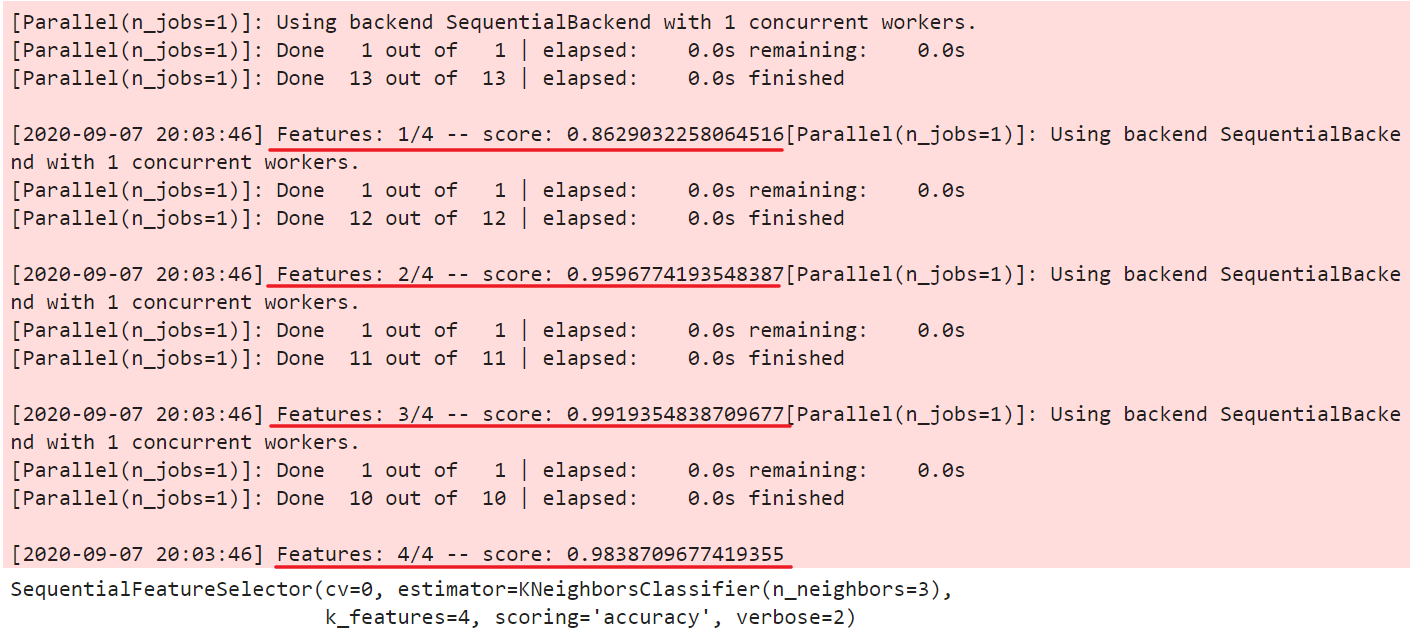 [Parallel(n_jobs=1)]: Using backend SequentialBackend with 1 concurrent workers.
[Parallel(n_jobs=1)]: Done   1 out of   1 | elapsed:    0.0s remaining:    0.0s
[Parallel(n_jobs=1)]: Done  13 out of  13 | elapsed:    0.0s finished
[2020-09-07 20:03:46] Features: 1/4 -- score: 0.8629032258064516[Parallel(n_jobs=1)]: Using backend SequentialBacke
nd with 1 concurrent workers.
[Parallel(n_jobs=1)]: Done   1 out of   1 | elapsed:    0.0s remaining:    0.0s
[Parallel(n_jobs=1)]: Done  12 out of  12 | elapsed:    0.0s finished
[2020-09-07 20:03:46] Features: 2/4 -- score: 0.9596774193548387[Parallel(n_jobs=1)]: Using backend SequentialBacke
nd with 1 concurrent workers.
[Parallel(n_jobs=1)]: Done   1 out of   1 | elapsed:    0.0s remaining:    0.0s
[Parallel(n_jobs=1)]: Done  11 out of  11 | elapsed:    0.0s finished
[2020-09-07 20:03:46] Features: 3/4 -- score: 0.9919354838709677[Parallel(n_jobs=1)]: Using backend SequentialBacke
nd with 1 concurrent workers.
[Parallel(n_jobs=1)]: Done   1 out of   1 | elapsed:    0.0s remaining:    0.0s
[Parallel(n_jobs=1)]: Done  10 out of  10 | elapsed:    0.0s finished
[2020-09-07 20:03:46] Features: 4/4 -- score: 0.9838709677419355
SequentialFeatureSelector(cv=0, estimator=KNeighborsClassifier(n_neighbors=3),
                          k_features=4, scoring='accuracy', verbose=2)